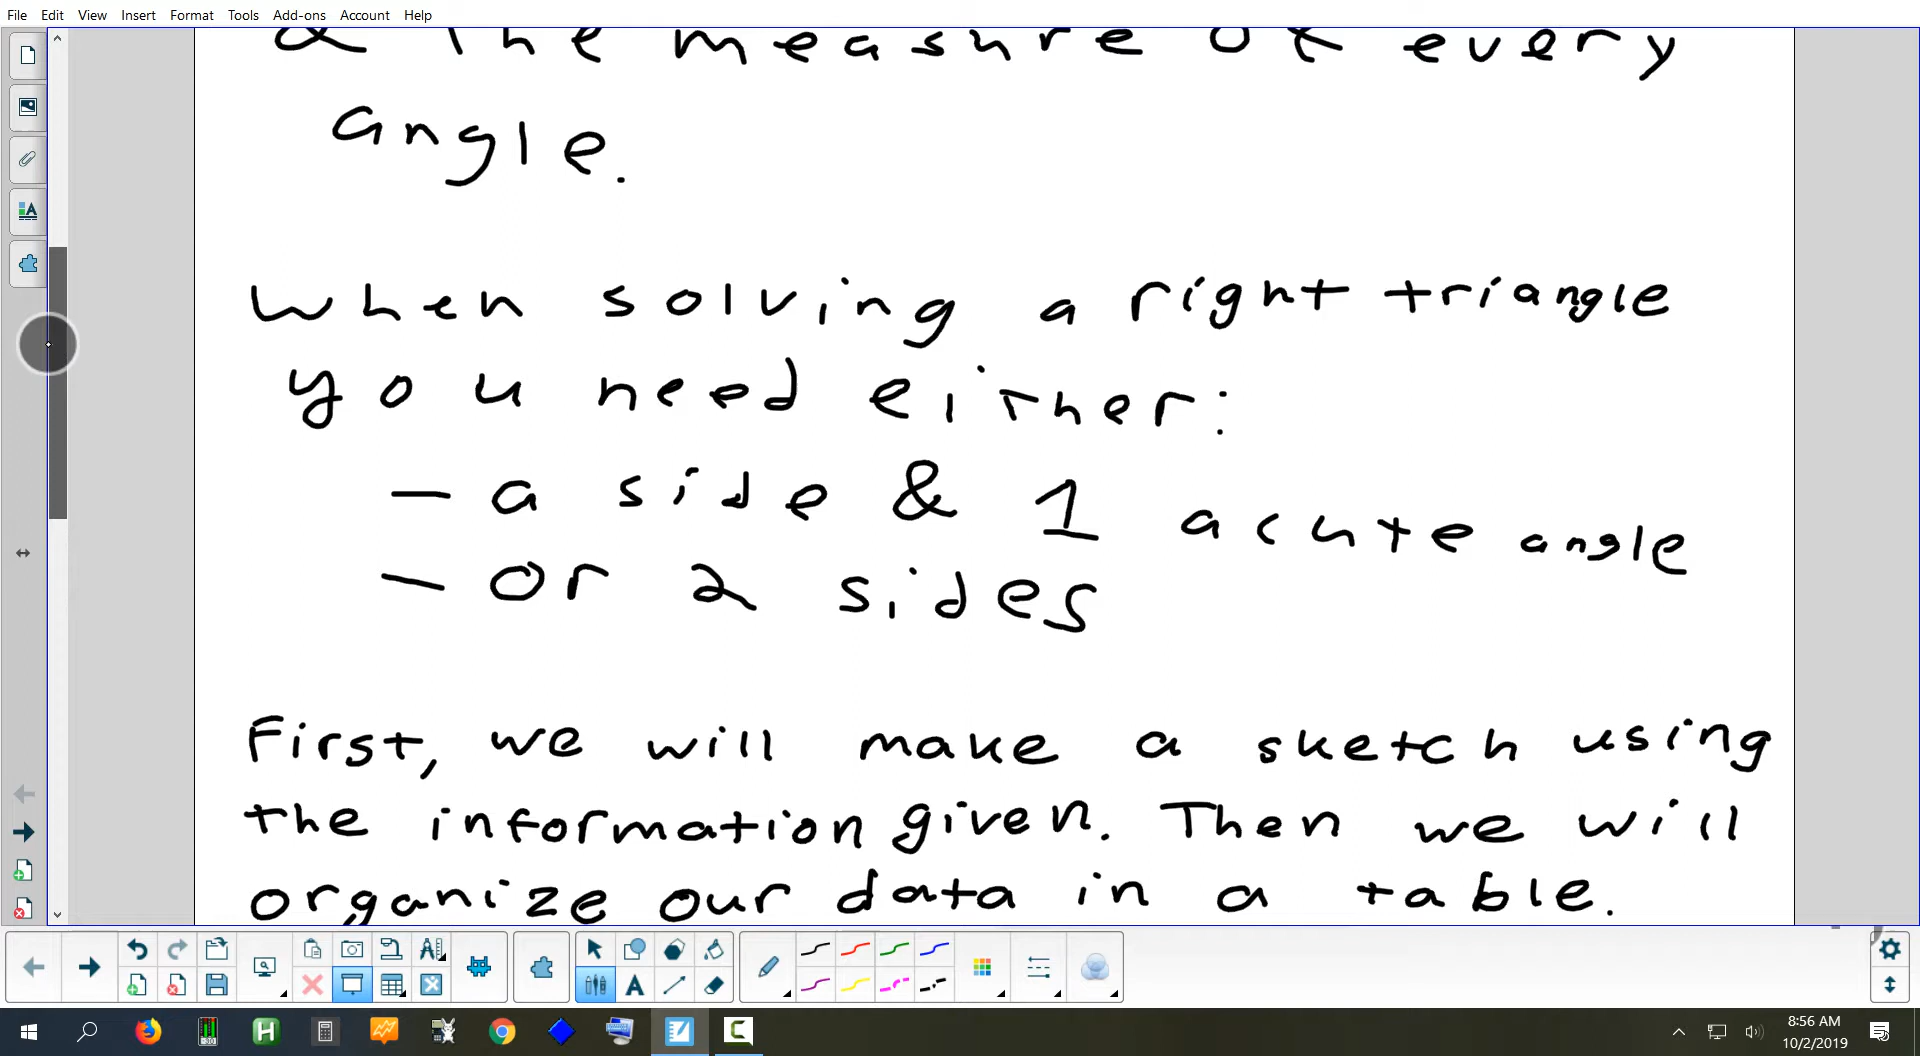 File Edit View Insert Format Tools Add-ons Account Help
& the measure of every
angle.
When solving a right triangle
you need either:
- a side & 1 acute angle
- or 2 sides
First, we will make a sketch using
the information given. Then we will
organize our data in a table.
8:56 AM
10/2/2019